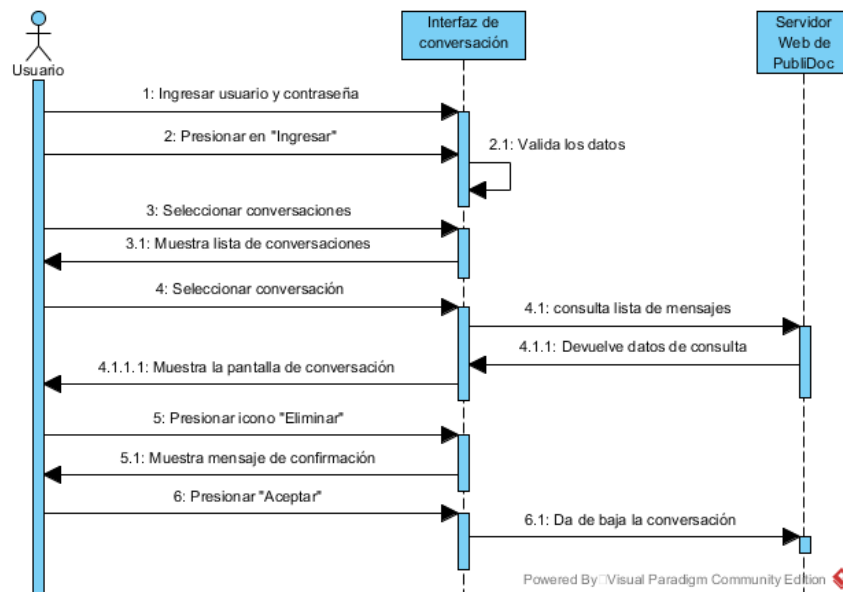 Usuario
Interfaz de
conversación
Servidor
Web de
PubliDoc
1: Ingresar usuario y contraseña
2: Presionar en "Ingresar"
2.1: Valida los datos
3: Seleccionar conversaciones
3.1: Muestra lista de conversaciones
4: Seleccionar conversación
4.1: consulta lista de mensajes
4.1.1: Devuelve datos de consulta
4.1.1.1: Muestra la pantalla de conversación
5: Presionar icono "Eliminar"
5.1: Muestra mensaje de confirmación
6: Presionar "Aceptar"
6.1: Da de baja la conversación
Powered By Visual Paradigm Community Edition